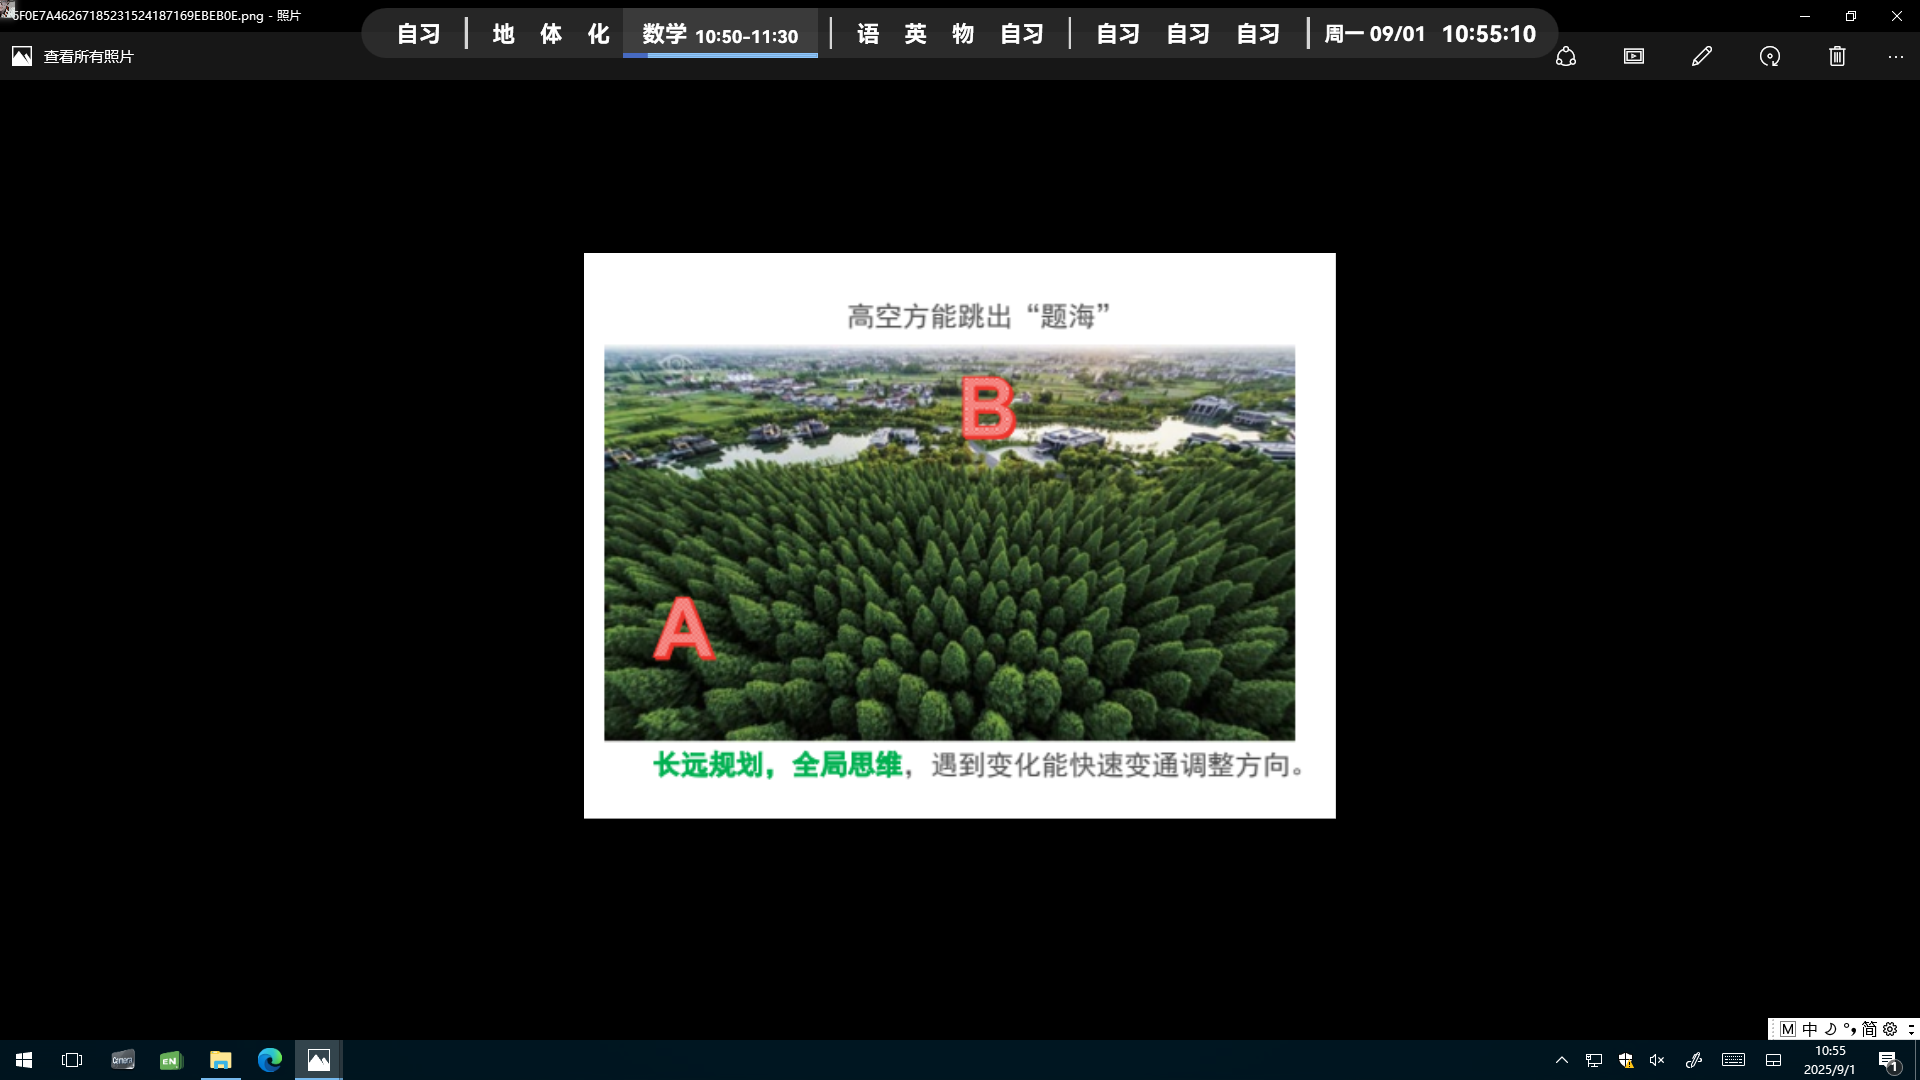 6F0E7A46267185231524187169EBEB0E.png - 照片
自习 | 地 体 化 数学 10:50-11:30 | 语 英 物 自习 | 自习 自习 自习 | 周一 09/01 10:55:10
查看所有照片
高空方能跳出“题海”
B
A
长远规划，全局思维，遇到变化能快速变通调整方向。
M 中 简
Camera
EN
10:55
2025/9/1
1